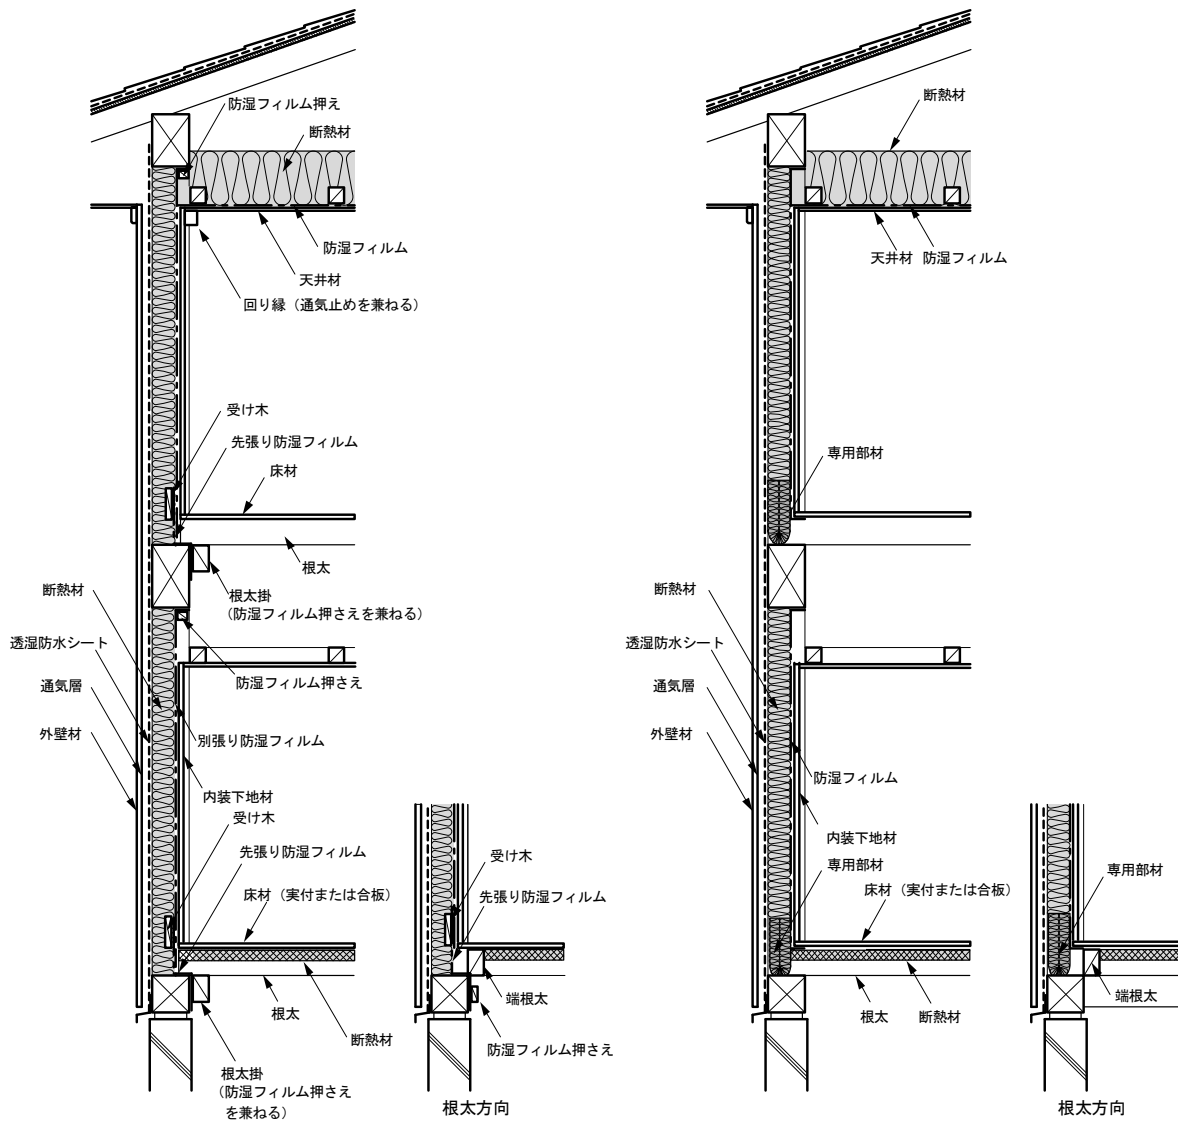 防湿フィルム押え
断熱材
防湿フィルム
天井材
回り縁（通気止めを兼ねる）
受け木
先張り防湿フィルム
床材
根太
根太掛
（防湿フィルム押さえを兼ねる）
断熱材
透湿防水シート
通気層
外壁材
防湿フィルム押さえ
別張り防湿フィルム
内装下地材
受け木
先張り防湿フィルム
床材（実付または合板）
根太
断熱材
根太掛
（防湿フィルム押さえ
を兼ねる）
受け木
先張り防湿フィルム
端根太
防湿フィルム押さえ
根太方向
断熱材
天井材
防湿フィルム
専用部材
断熱材
透湿防水シート
通気層
外壁材
防湿フィルム
内装下地材
専用部材
床材（実付または合板）
根太
断熱材
専用部材
端根太
根太方向